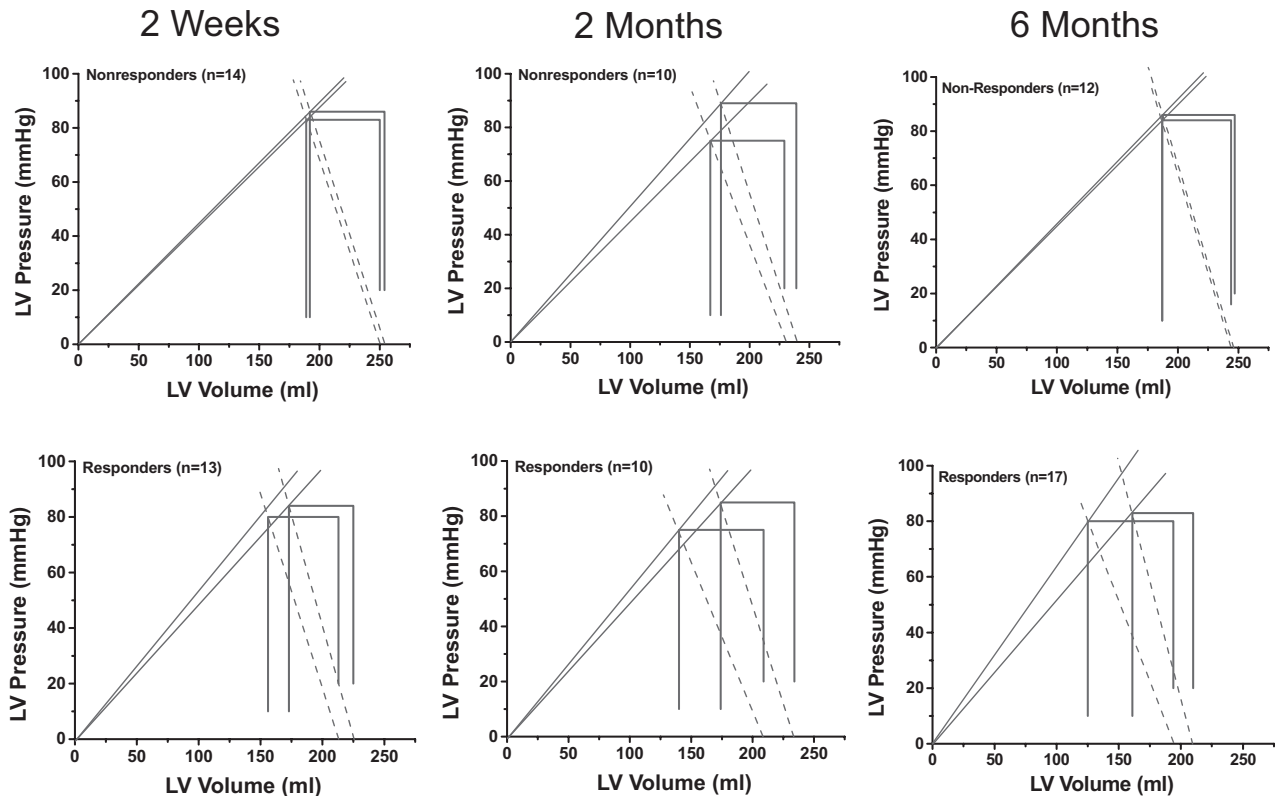 2 Weeks
2 Months
6 Months
Nonresponders (n=14)
LV Pressure (mmHg)
100
80
60
40
20
0
0 50 100 150 200 250
LV Volume (ml)
Nonresponders (n=10)
LV Pressure (mmHg)
100
80
60
40
20
0
0 50 100 150 200 250
LV Volume (ml)
Non-Responders (n=12)
LV Pressure (mmHg)
100
80
60
40
20
0
0 50 100 150 200 250
LV Volume (ml)
Responders (n=13)
LV Pressure (mmHg)
100
80
60
40
20
0
0 50 100 150 200 250
LV Volume (ml)
Responders (n=10)
LV Pressure (mmHg)
100
80
60
40
20
0
0 50 100 150 200 250
LV Volume (ml)
Responders (n=17)
LV Pressure (mmHg)
100
80
60
40
20
0
0 50 100 150 200 250
LV Volume (ml)